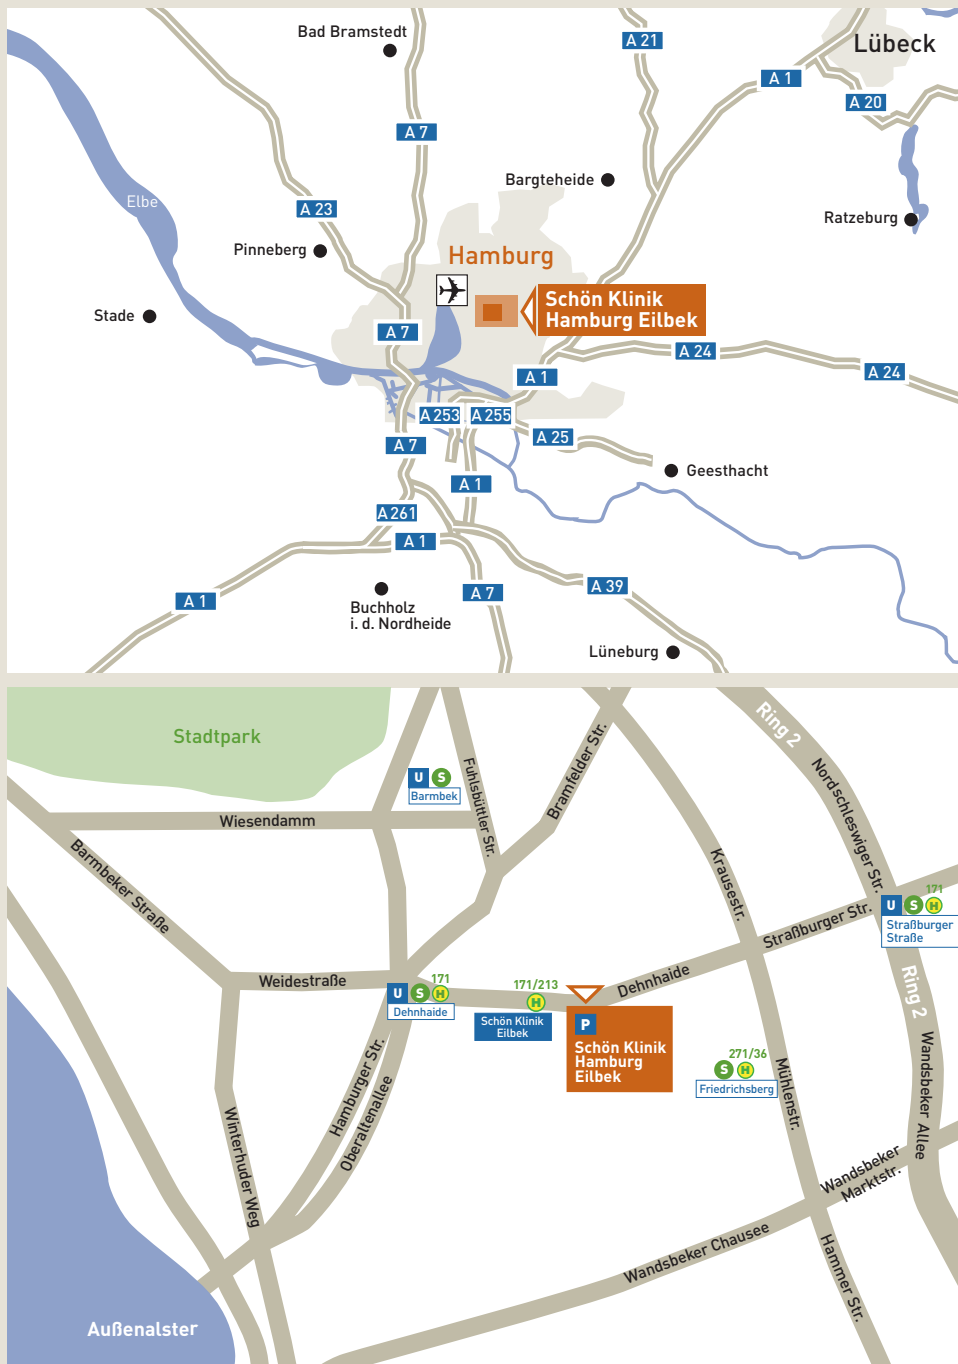 Bad Bramstedt
A 21
Lübeck
A 1
A 20
A 7
Bargteheide
Elbe
A 23
Ratzeburg
Pinneberg
Hamburg
Schön Klinik
Hamburg Eilbek
Stade
A 7
A 24
A 24
A 1
A 253
A 255
A 25
A 7
Geesthacht
A 1
A 261
A 1
A 39
A 7
A 1
Buchholz
i. d. Nordheide
Lüneburg
Ring 2
Stadtpark
Fuhlsbüttler Str.
Bramfelder Str.
Nordschleswiger Str.
U S
Barmbek
Wiesendamm
Barmbeker Straße
Krausestr.
171
U S H
Straßburger
Straße
Straßburger Str.
Dehnhaide
Weidestraße
171
U S H
Dehnhaide
171/213
H
Schön Klinik
Eilbek
P
Schön Klinik
Hamburg
Eilbek
Ring 2
Hamburger Str.
Oberaltenallee
271/36
S H
Friedrichsberg
Mühlenstr.
Wandsbeker Allee
Winterhuder Weg
Wandsbeker
Marktstr.
Wandsbeker Chausee
Hammer Str.
Außenalster